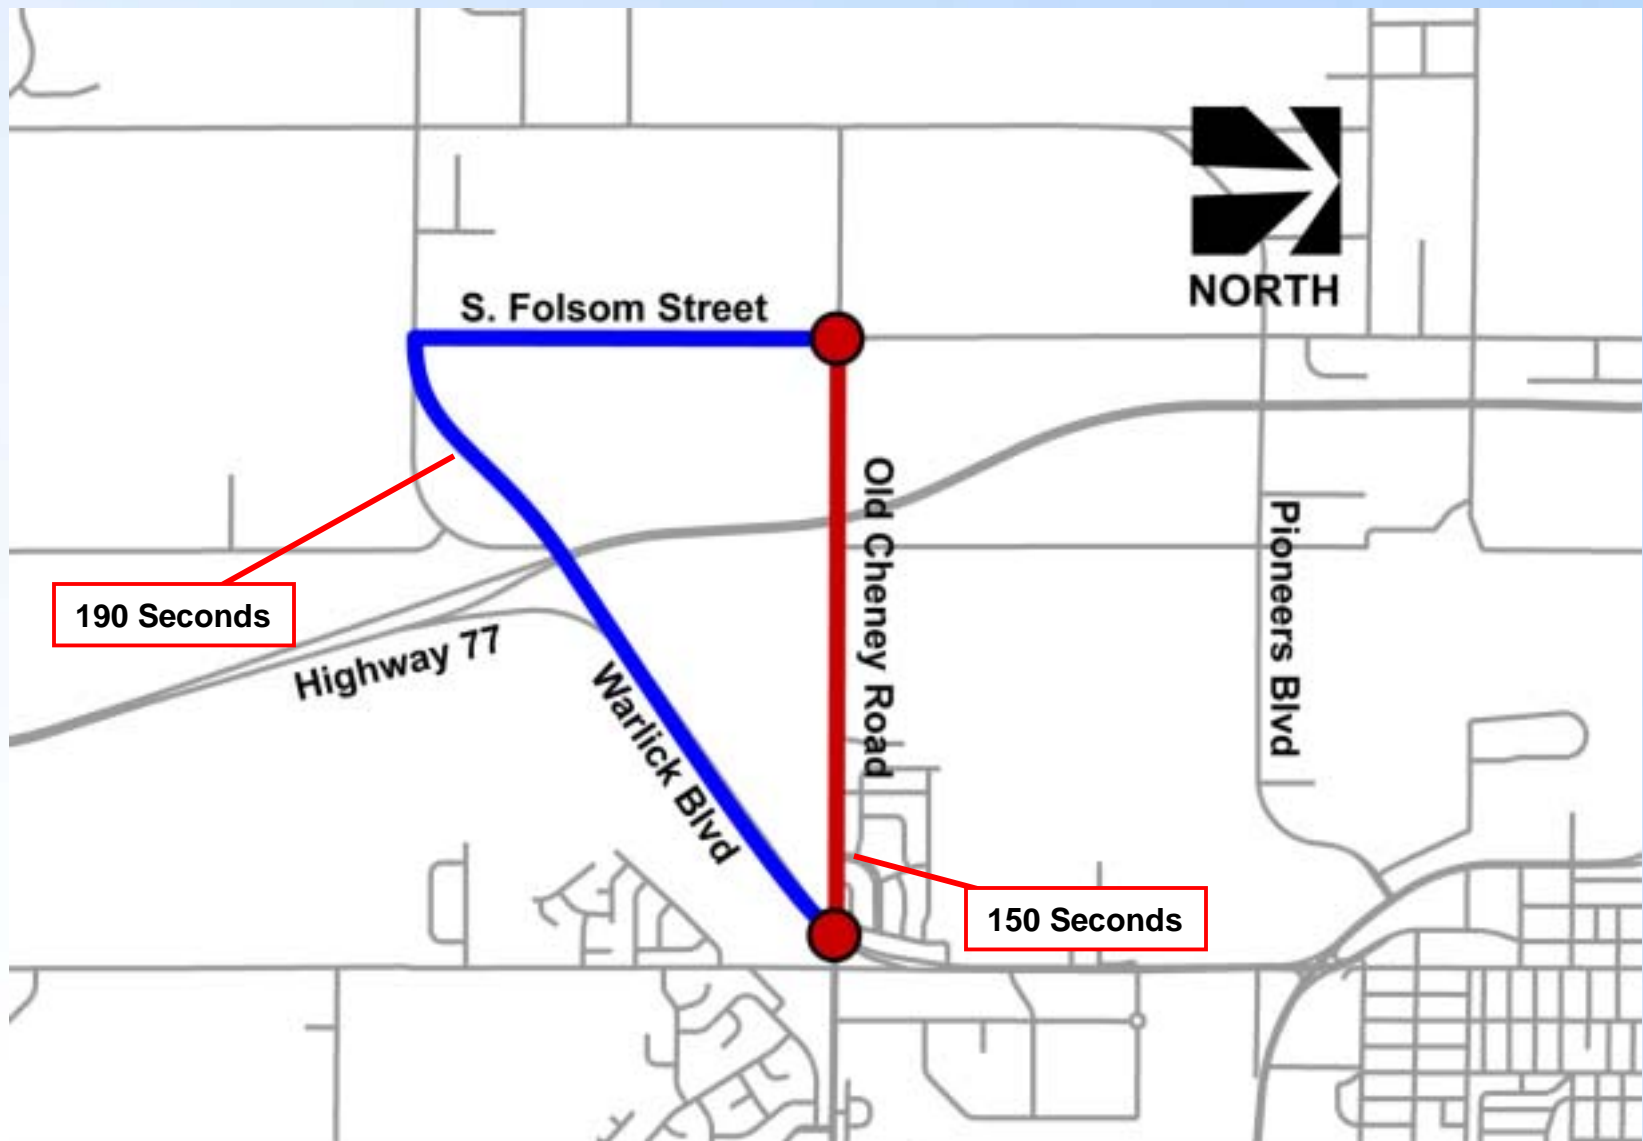 NORTH
S. Folsom Street
Old Cheney Road
Pioneers Blvd
190 Seconds
Highway 77
Warlick Blvd
150 Seconds